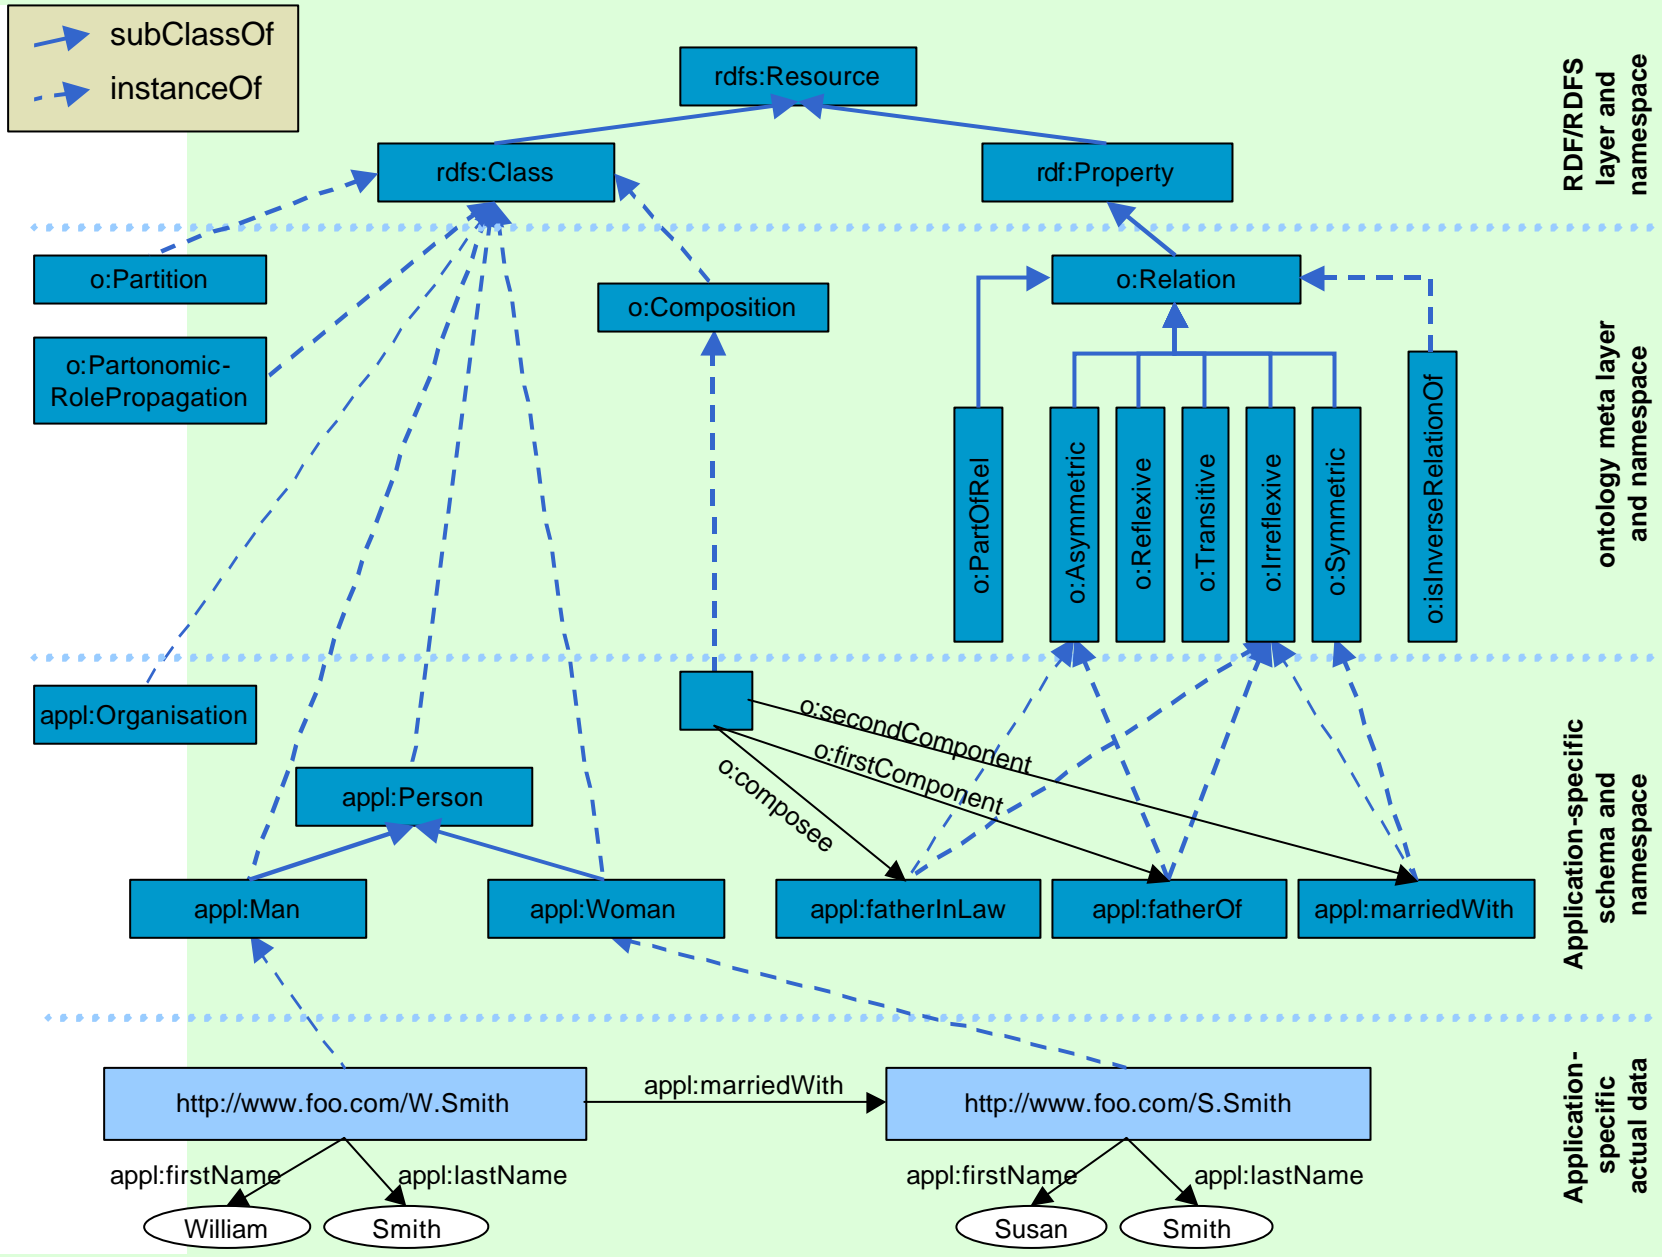 subClassOf
instanceOf
rdfs:Resource
rdfs:Class
rdf:Property
RDF/RDFS
layer and
namespace
o:Partition
o:Partonomic-
RolePropagation
o:Composition
o:Relation
o:PartOfRel
o:Asymmetric
o:Reflexive
o:Transitive
o:Irreflexive
o:Symmetric
o:isInverseRelationOf
ontology meta layer
and namespace
appl:Organisation
appl:Person
appl:Man
appl:Woman
o:secondComponent
o:firstComponent
o:composee
appl:fatherInLaw
appl:fatherOf
appl:marriedWith
Application-specific
schema and
namespace
http://www.foo.com/W.Smith
appl:marriedWith
http://www.foo.com/S.Smith
appl:firstName
appl:lastName
appl:firstName
appl:lastName
William
Smith
Susan
Smith
Application-
specific
actual data